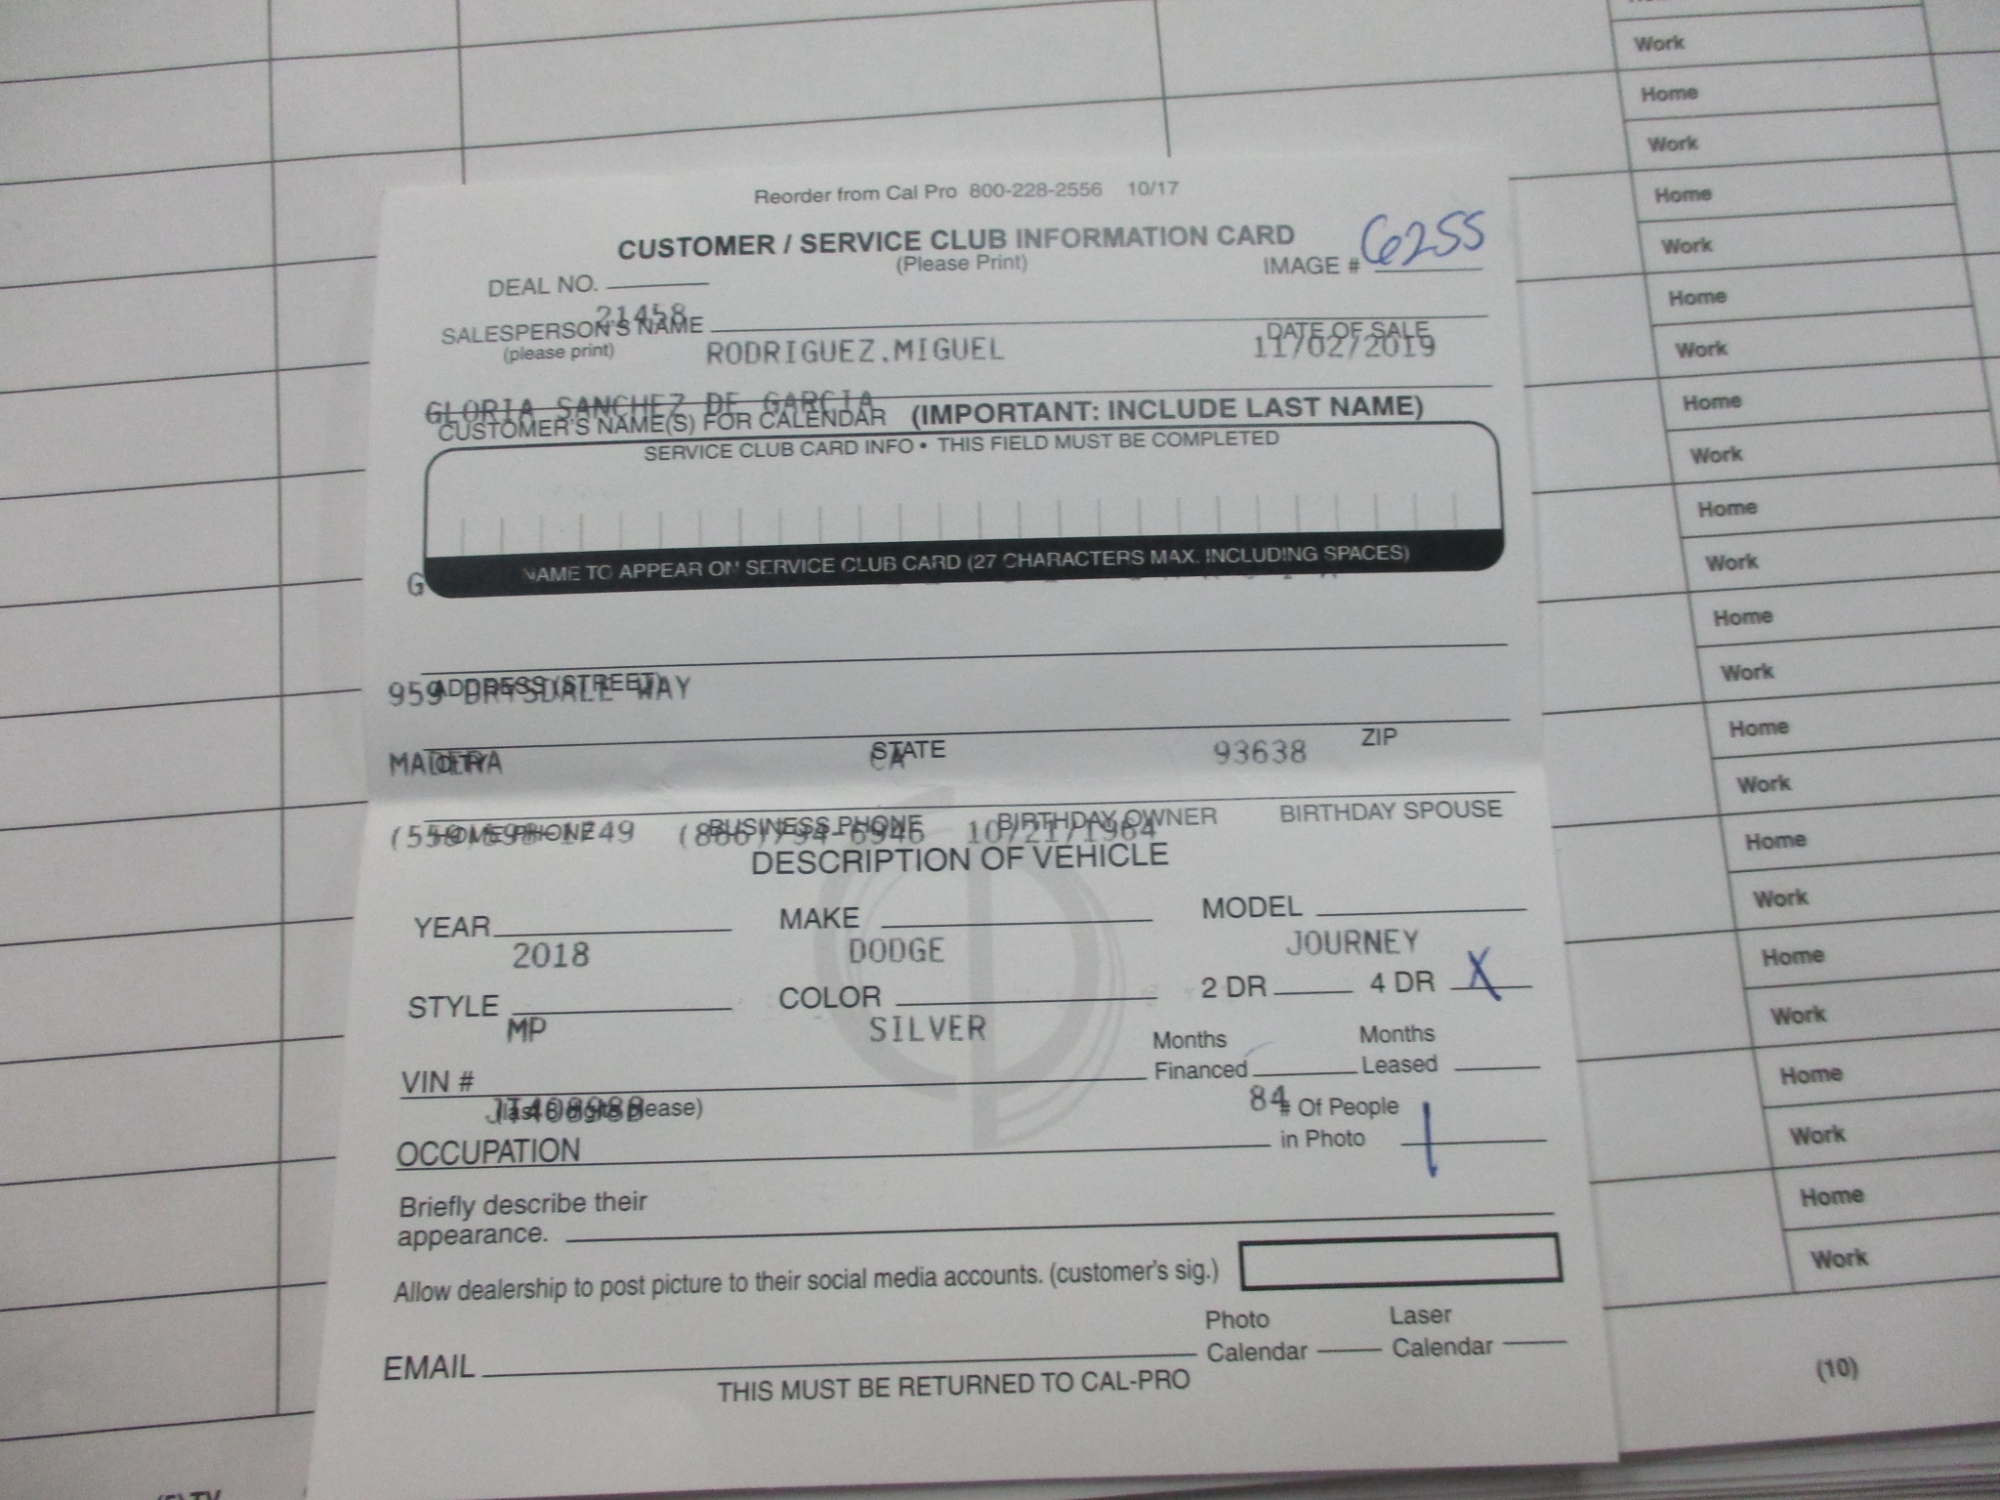 Reorder from Cal Pro 800-228-2556 10/17
CUSTOMER / SERVICE CLUB INFORMATION CARD
(Please Print)
IMAGE # 6255
DEAL NO.
21458
SALESPERSON'S NAME
(please print)
RODRIGUEZ.MIGUEL
DATE OF SALE
11/02/2019
GLORIA SANCHEZ DE GARCIA
CUSTOMER'S NAME(S) FOR CALENDAR (IMPORTANT: INCLUDE LAST NAME)
SERVICE CLUB CARD INFO • THIS FIELD MUST BE COMPLETED
NAME TO APPEAR ON SERVICE CLUB CARD (27 CHARACTERS MAX. INCLUDING SPACES)
G
ADDRESS (STREET)
959 DRYSDALE WAY
CITY STATE ZIP
MADERA CA 93638
HOME PHONE BUSINESS PHONE BIRTHDAY OWNER BIRTHDAY SPOUSE
10/21/1964
DESCRIPTION OF VEHICLE
YEAR MAKE MODEL
2018 DODGE JOURNEY
STYLE COLOR 2 DR 4 DR X
MP SILVER
Months Financed Months Leased
VIN #
84
(last 8 digits please)
# Of People in Photo 1
OCCUPATION
Briefly describe their
appearance.
Allow dealership to post picture to their social media accounts. (customer's sig.)
Photo Calendar Laser Calendar
EMAIL
THIS MUST BE RETURNED TO CAL-PRO
Work
Home
Work
Home
Work
Home
Work
Home
Work
Home
Work
Home
Work
Home
Work
Home
Work
Home
Work
Home
Work
Home
Work
(10)